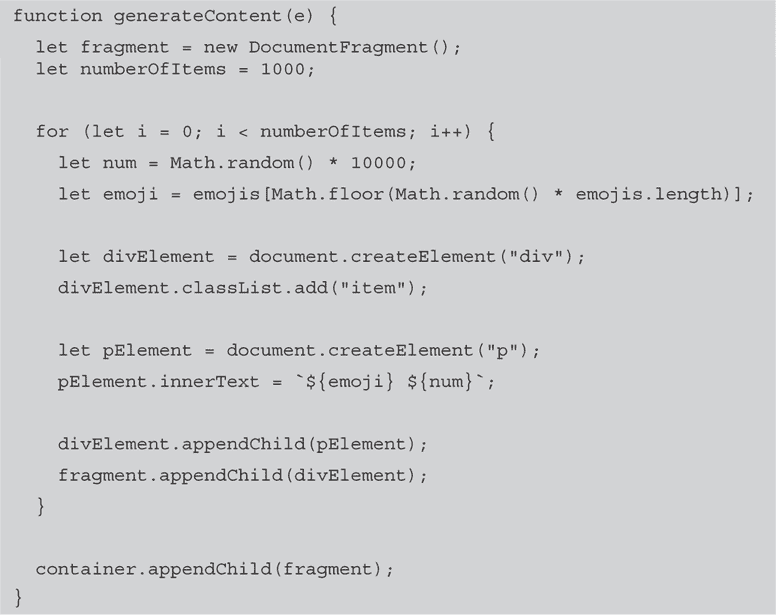 function generateContent(e) {
  let fragment = new DocumentFragment();
  let numberOfItems = 1000;

  for (let i = 0; i < numberOfItems; i++) {
    let num = Math.random() * 10000;
    let emoji = emojis[Math.floor(Math.random() * emojis.length)];

    let divElement = document.createElement("div");
    divElement.classList.add("item");

    let pElement = document.createElement("p");
    pElement.innerText = `${emoji} ${num}`;

    divElement.appendChild(pElement);
    fragment.appendChild(divElement);
  }

  container.appendChild(fragment);
}